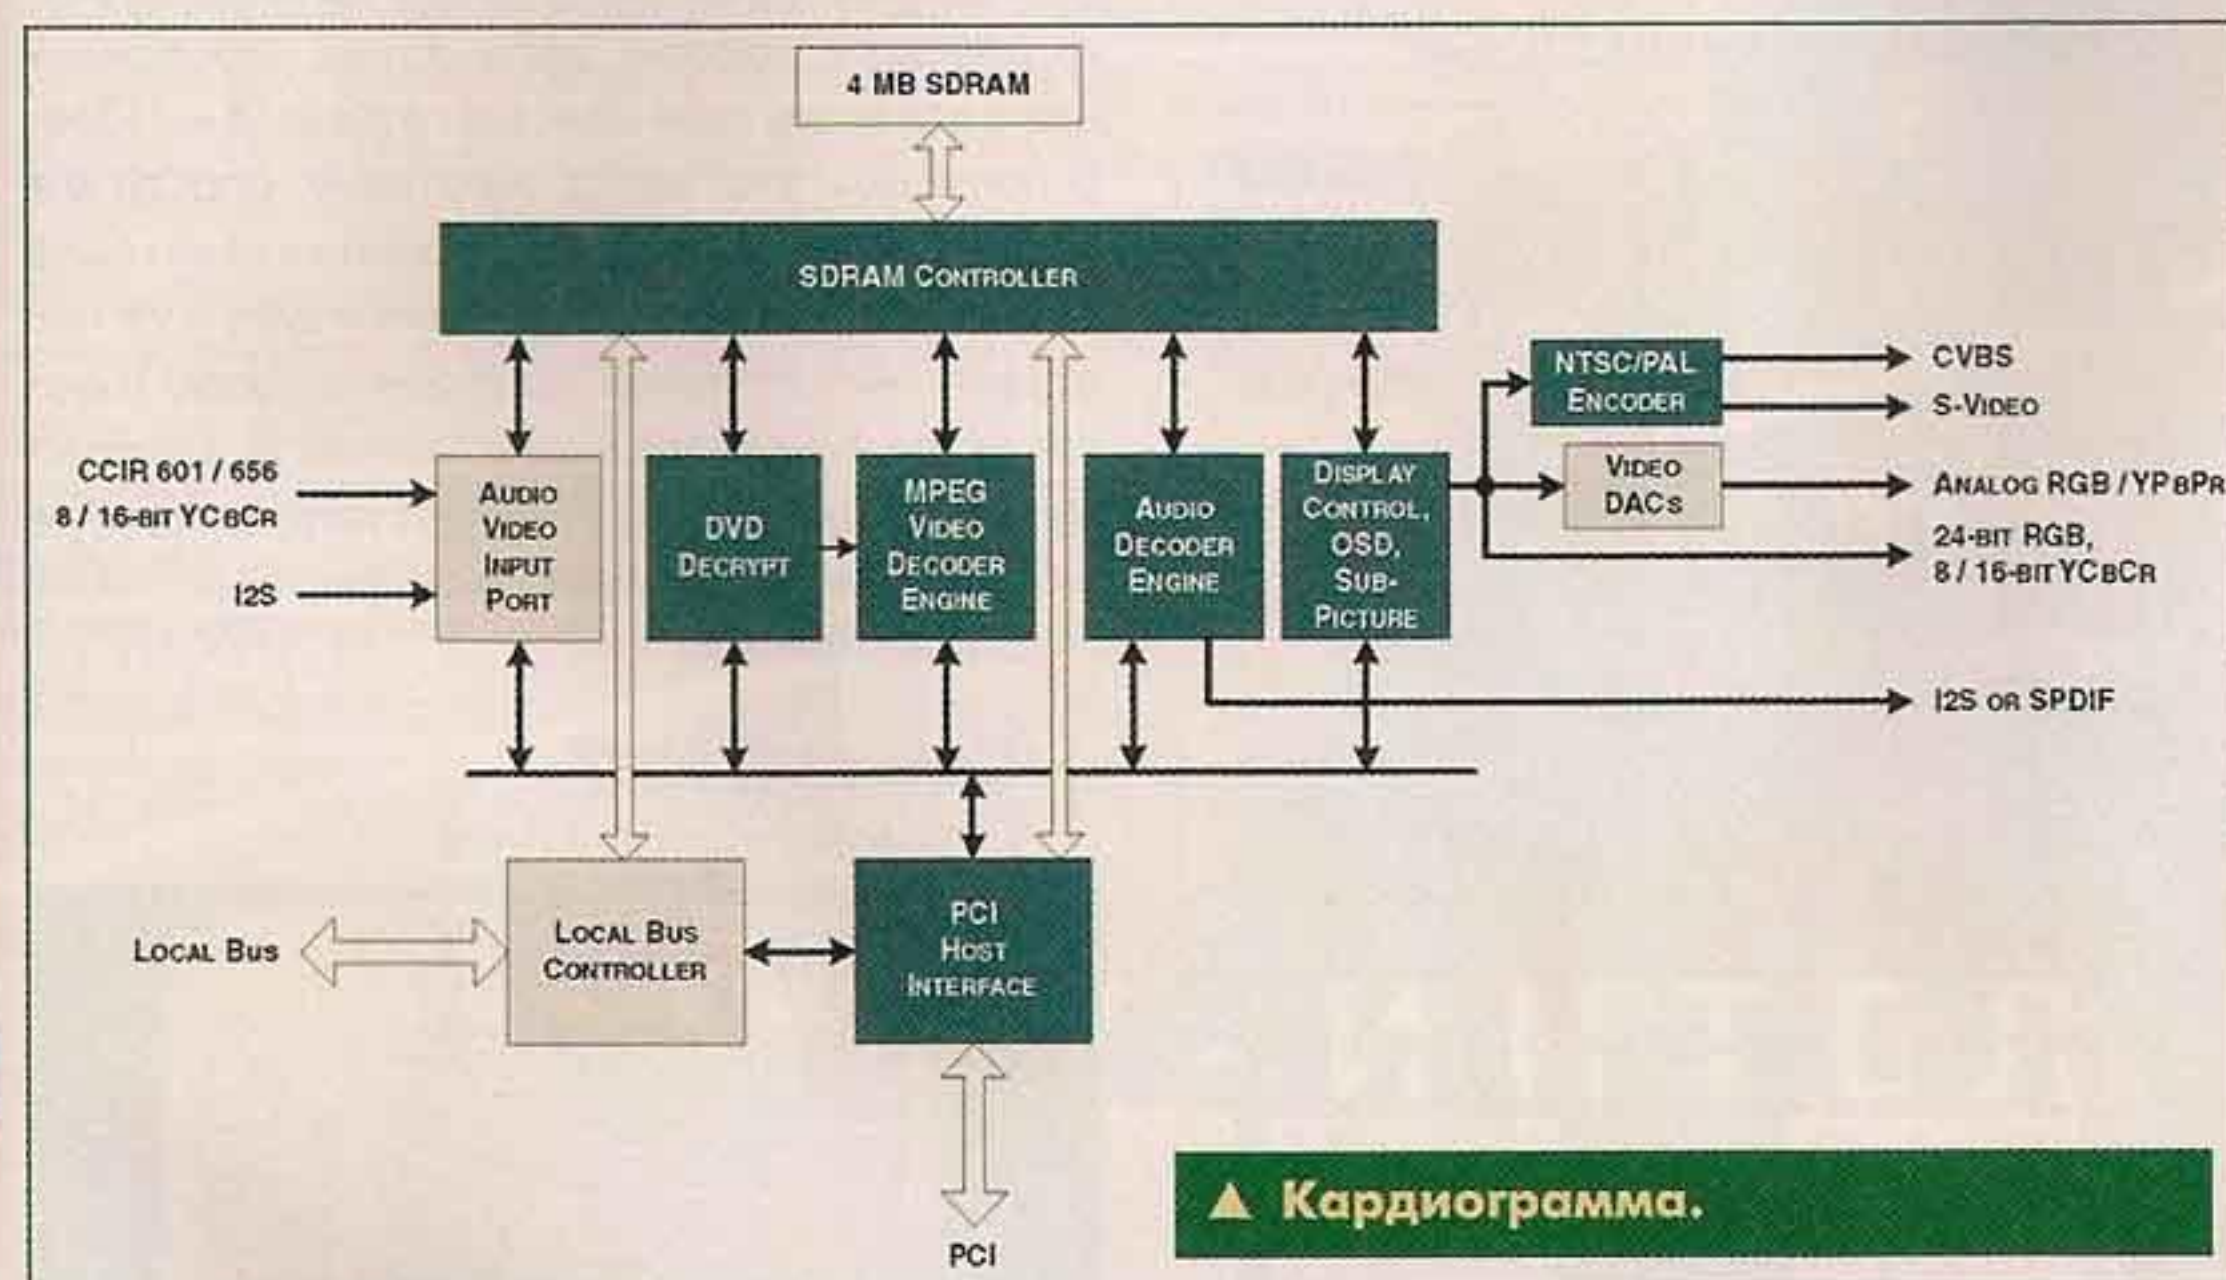 4 MB SDRAM
SDRAM CONTROLLER
CCIR 601 / 656
8 / 16-BIT YCBCR
I2S
AUDIO
VIDEO
INPUT
PORT
DVD
DECRYPT
MPEG
VIDEO
DECODER
ENGINE
AUDIO
DECODER
ENGINE
DISPLAY
CONTROL,
OSD,
SUB-
PICTURE
NTSC/PAL
ENCODER
VIDEO
DACS
CVBS
S-VIDEO
ANALOG RGB / YPBPR
24-BIT RGB,
8 / 16-BIT YCBCR
I2S OR SPDIF
LOCAL BUS
LOCAL BUS
CONTROLLER
PCI
HOST
INTERFACE
PCI
▲ Кардиограмма.